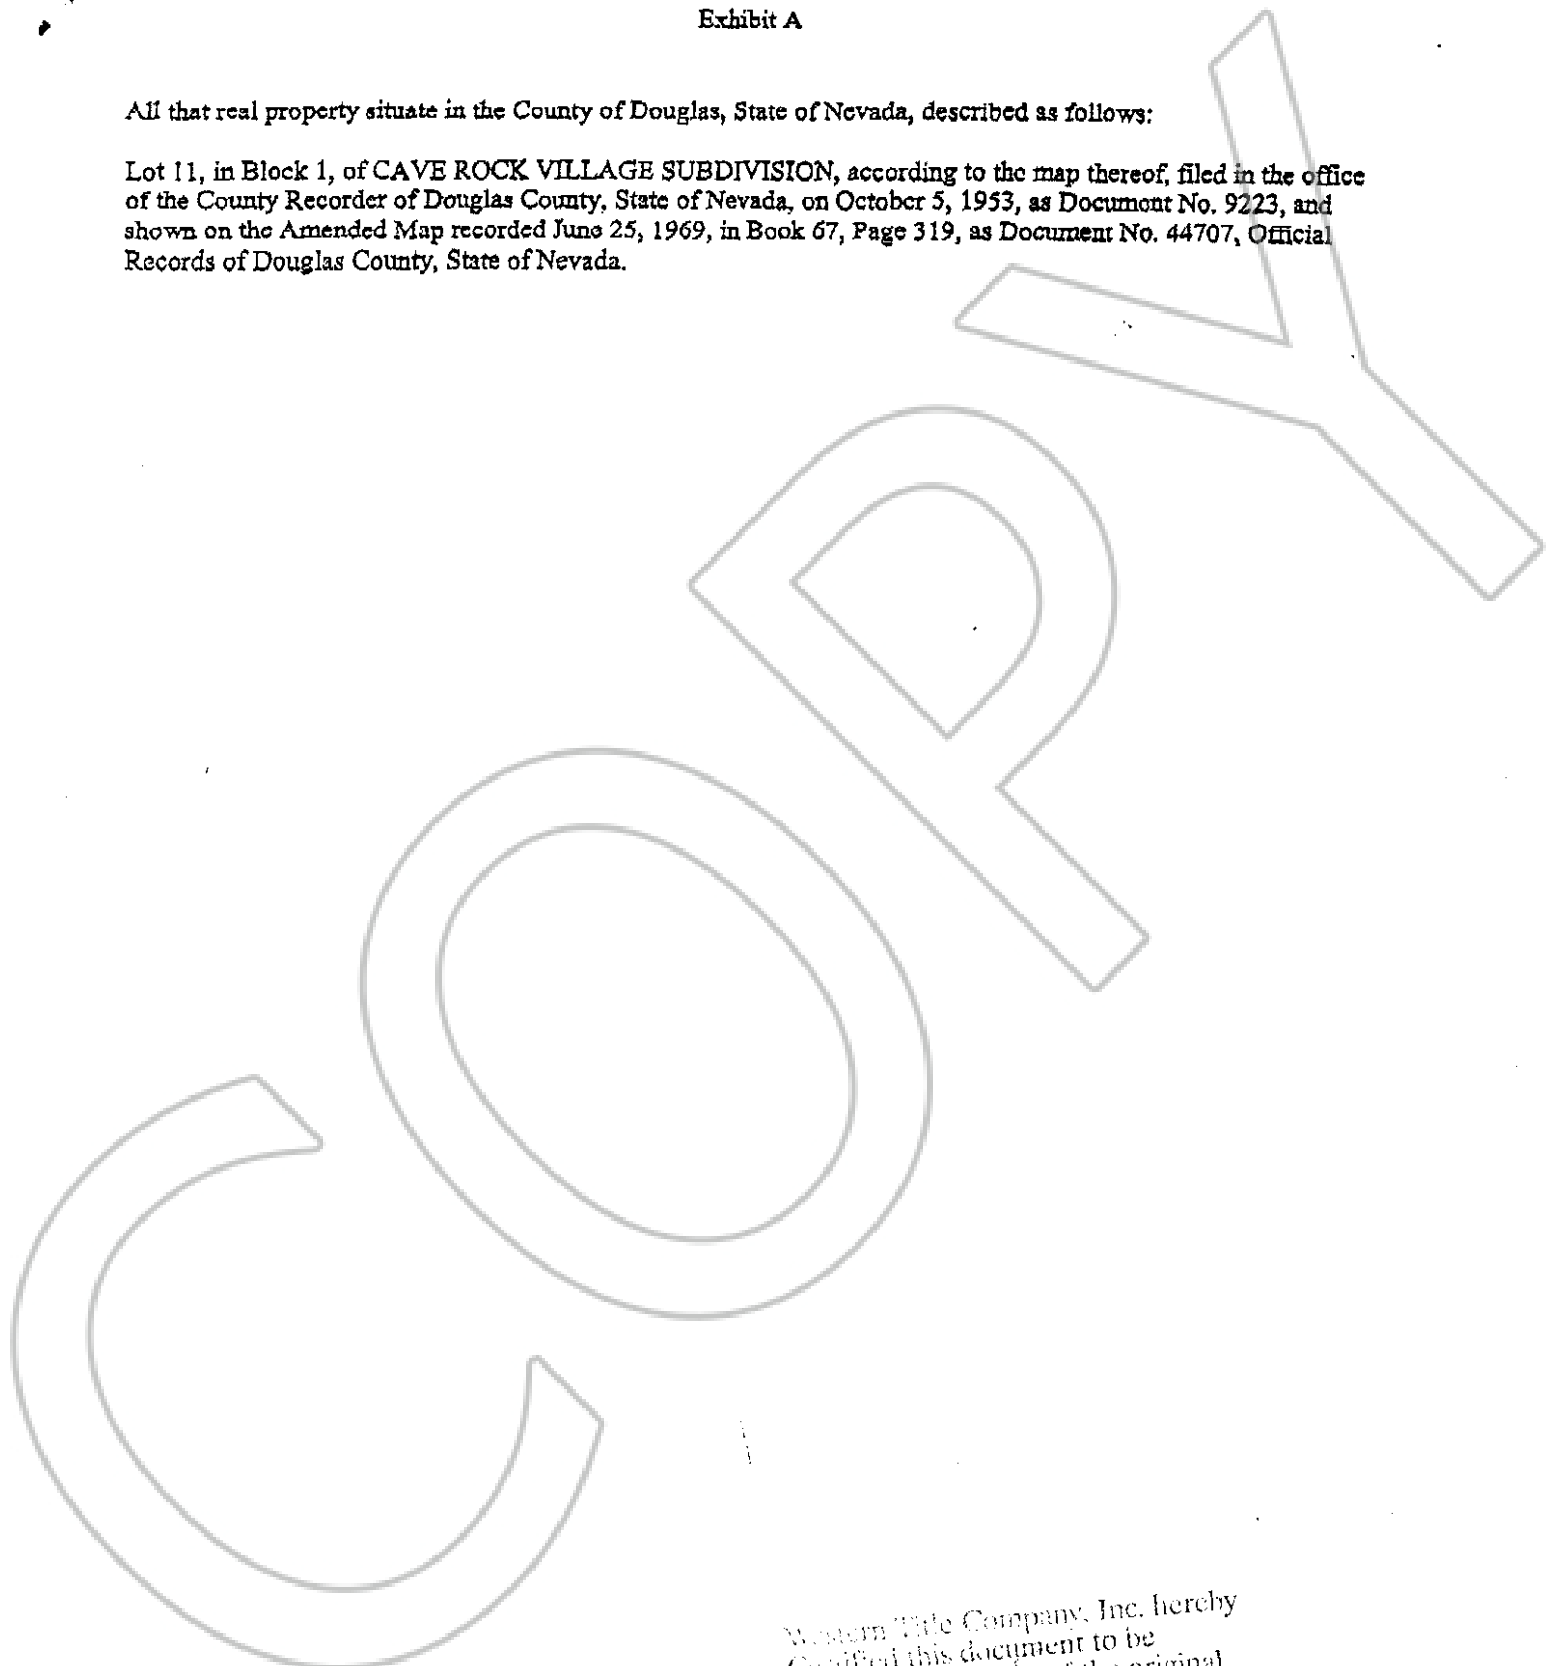 Exhibit A
All that real property situate in the County of Douglas, State of Nevada, described as follows:
Lot 11, in Block 1, of CAVE ROCK VILLAGE SUBDIVISION, according to the map thereof, filed in the office
of the County Recorder of Douglas County, State of Nevada, on October 5, 1953, as Document No. 9223, and
shown on the Amended Map recorded June 25, 1969, in Book 67, Page 319, as Document No. 44707, Official
Records of Douglas County, State of Nevada.
COPY
Western Title Company, Inc. hereby
Certified this document to be
original